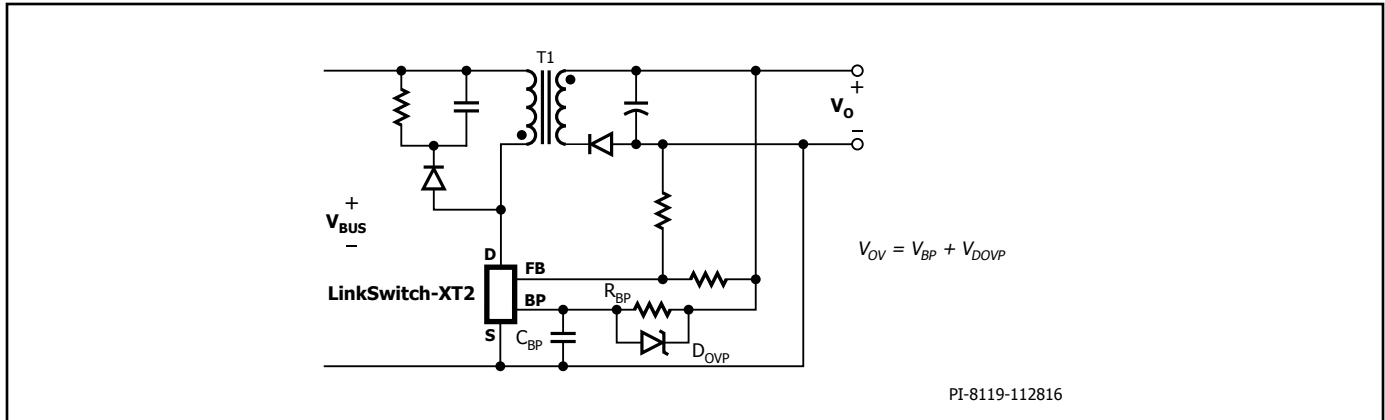 T1
+
V_O
−
+
V_BUS
−
D
FB
V_OV = V_BP + V_DOVP
LinkSwitch-XT2
BP
R_BP
S
C_BP
D_OVP
PI-8119-112816